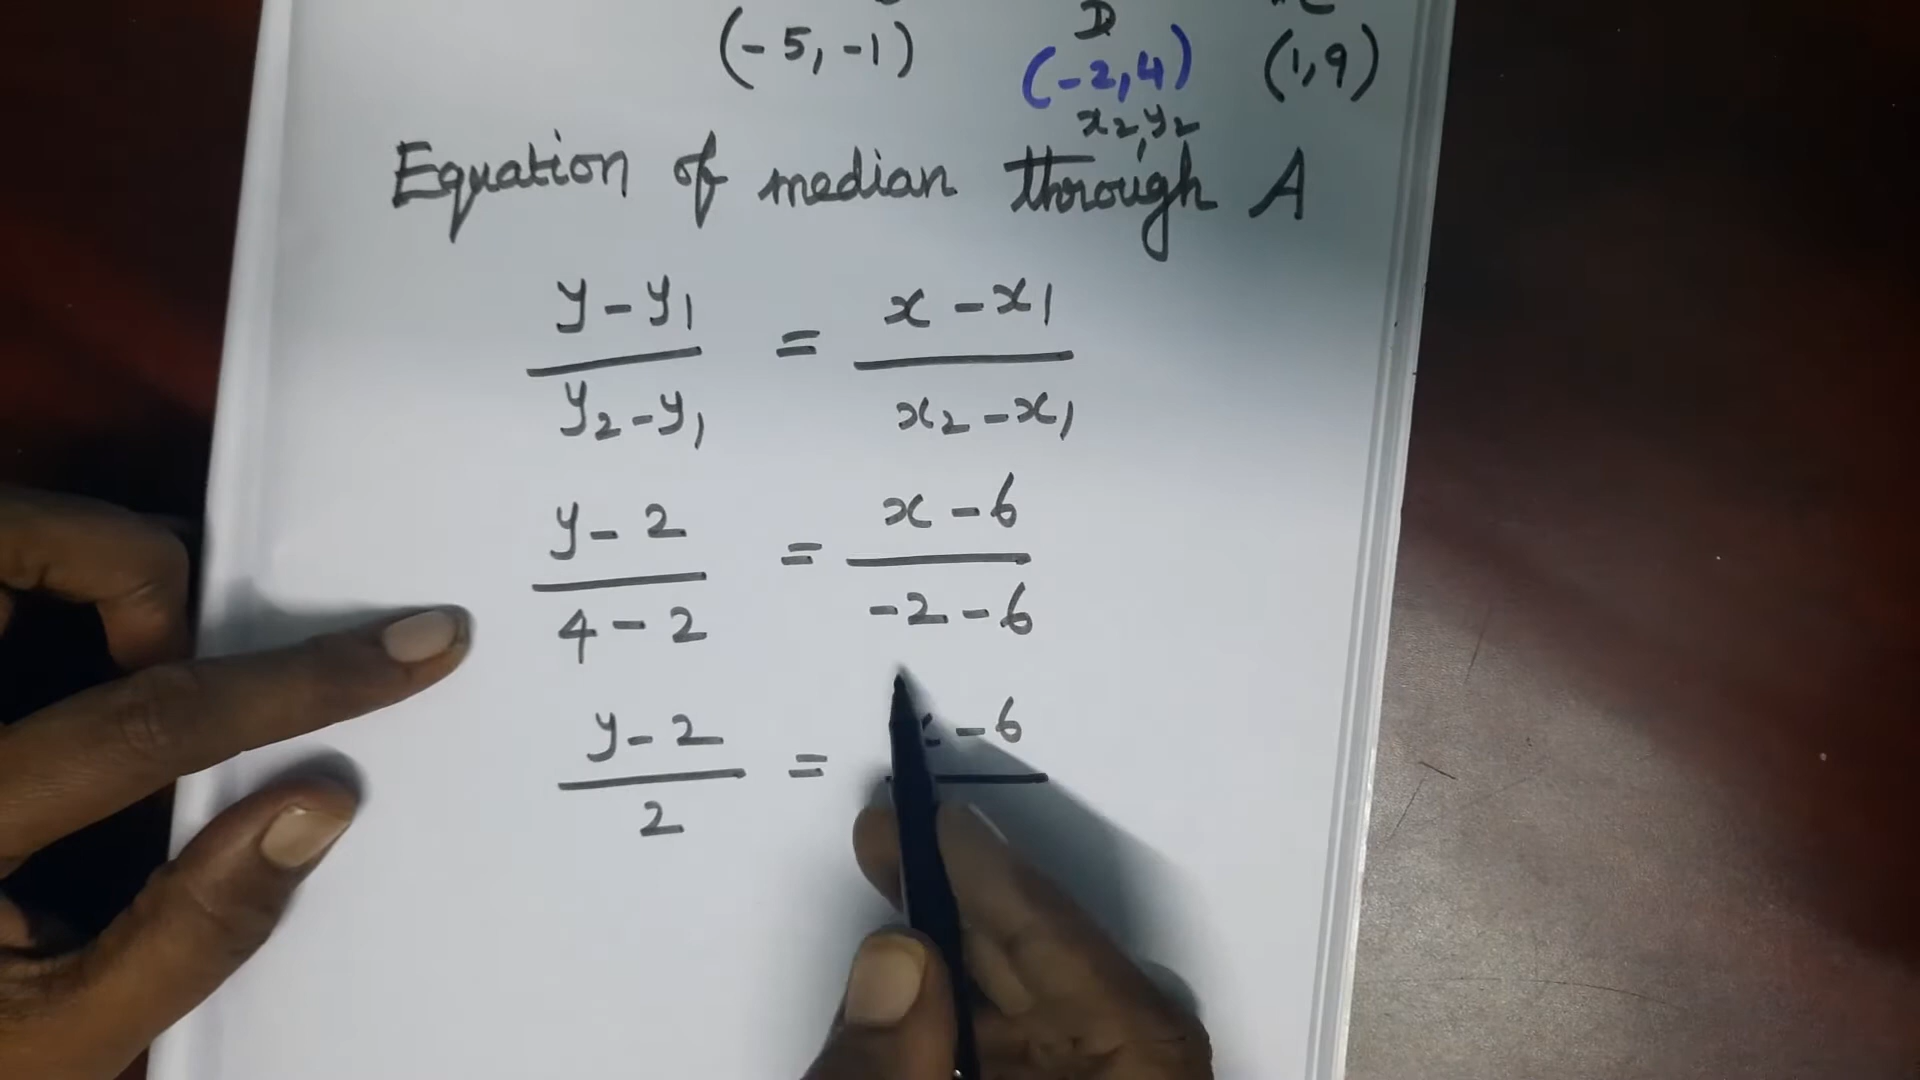 D
(-5,-1) (-2,4) (1,9)
x2,y2
Equation of median through A
y-y1 = x-x1
y2-y1 x2-x1
y-2 = x-6
4-2 -2-6
y-2 = -6
2